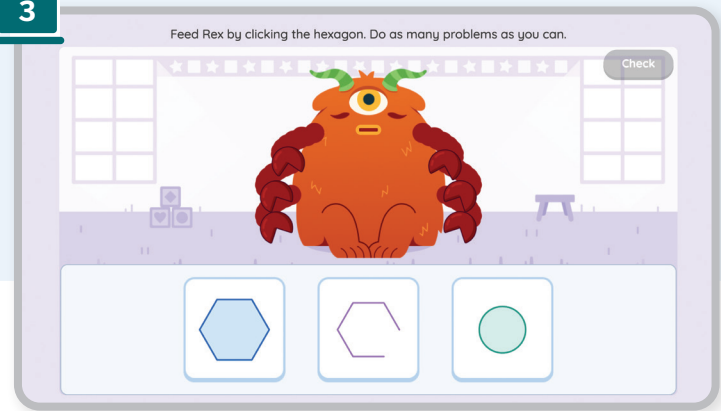 3
Feed Rex by clicking the hexagon. Do as many problems as you can.
Check